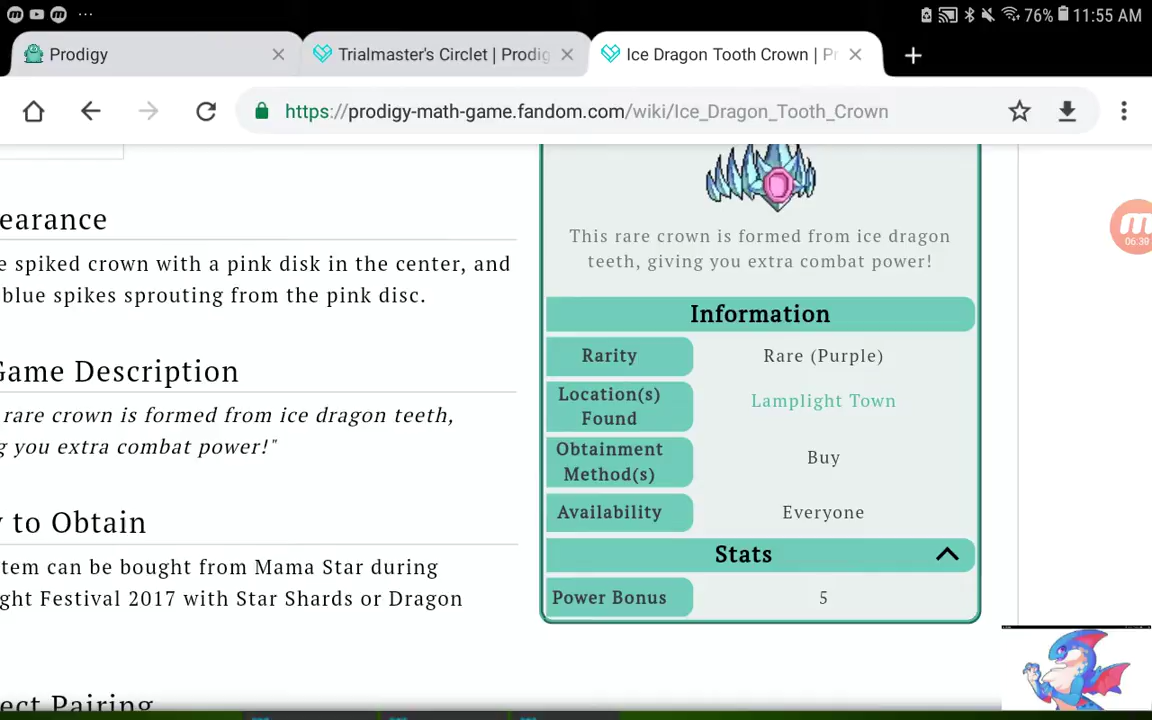 76% 11:55 AM
Prodigy
Trialmaster's Circlet | Prodig
Ice Dragon Tooth Crown | Pr
https://prodigy-math-game.fandom.com/wiki/Ice_Dragon_Tooth_Crown
earance
e spiked crown with a pink disk in the center, and
blue spikes sprouting from the pink disc.
Game Description
rare crown is formed from ice dragon teeth,
g you extra combat power!"
y to Obtain
tem can be bought from Mama Star during
ght Festival 2017 with Star Shards or Dragon
ect Pairing
This rare crown is formed from ice dragon
teeth, giving you extra combat power!
Information
Rarity Rare (Purple)
Location(s)
Found
Lamplight Town
Obtainment
Method(s)
Buy
Availability Everyone
Stats
Power Bonus 5